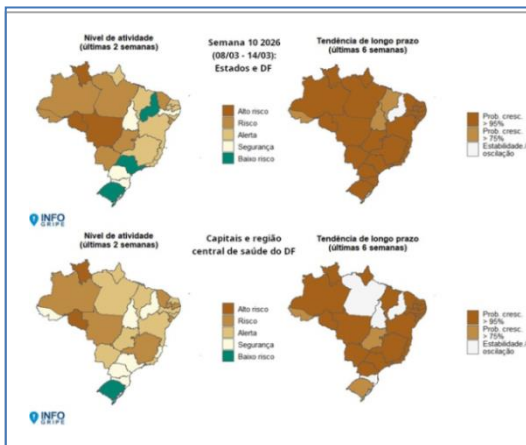 Nível de atividade
(últimas 2 semanas)
Semana 10 2026
(08/03 - 14/03):
Estados e DF
Tendência de longo prazo
(últimas 6 semanas)
Alto risco
Risco
Alerta
Segurança
Baixo risco
Prob. cresc.
> 95%
Prob. cresc.
> 75%
Estabilidade./
oscilação
INFO
GRIPE
Nível de atividade
(últimas 2 semanas)
Capitais e região
central de saúde do DF
Tendência de longo prazo
(últimas 6 semanas)
Alto risco
Risco
Alerta
Segurança
Baixo risco
Prob. cresc.
> 95%
Prob. cresc.
> 75%
Estabilidade./
oscilação
INFO
GRIPE